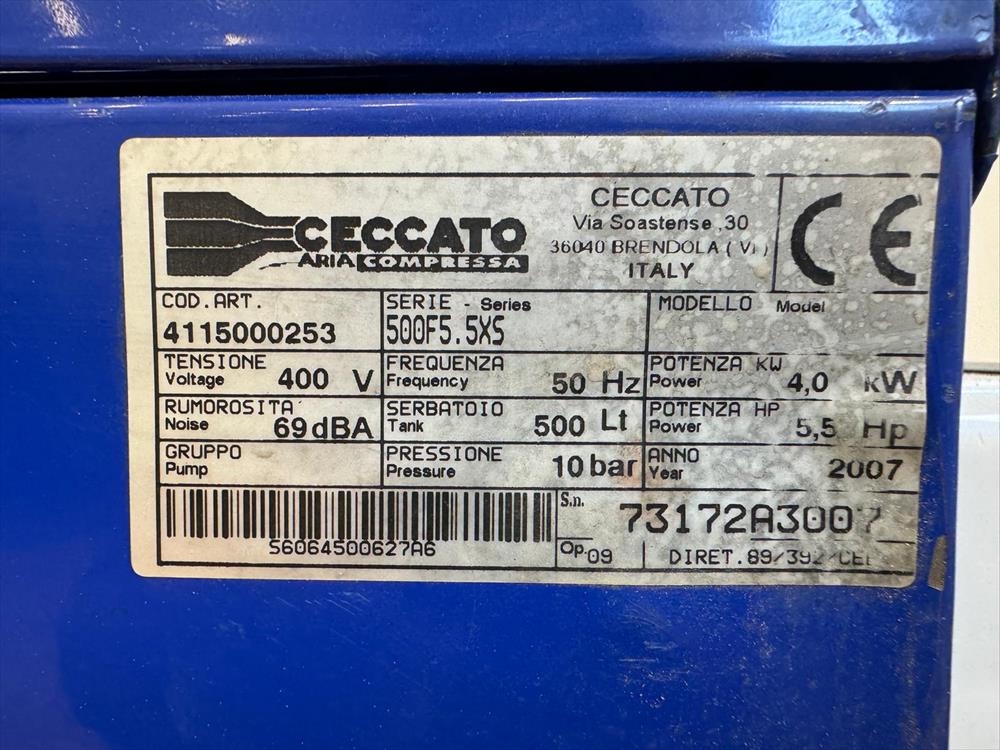 CECCATO
ARIA COMPRESSA
CECCATO
Via Soastense ,30
36040 BRENDOLA ( Vi )
ITALY
CE
COD.ART.
4115000253
SERIE - Series
500F5.5XS
MODELLO Model
TENSIONE
Voltage 400 V
FREQUENZA
Frequency 50 Hz
POTENZA KW
Power 4,0 kW
RUMOROSITA'
Noise 69dBA
SERBATOIO
Tank 500 Lt
POTENZA HP
Power 5,5 Hp
GRUPPO
Pump
PRESSIONE
Pressure 10 bar
ANNO
Year 2007
S6064500627A6
S.n. 73172A3007
Op.09
DIRET.89/392/CEE